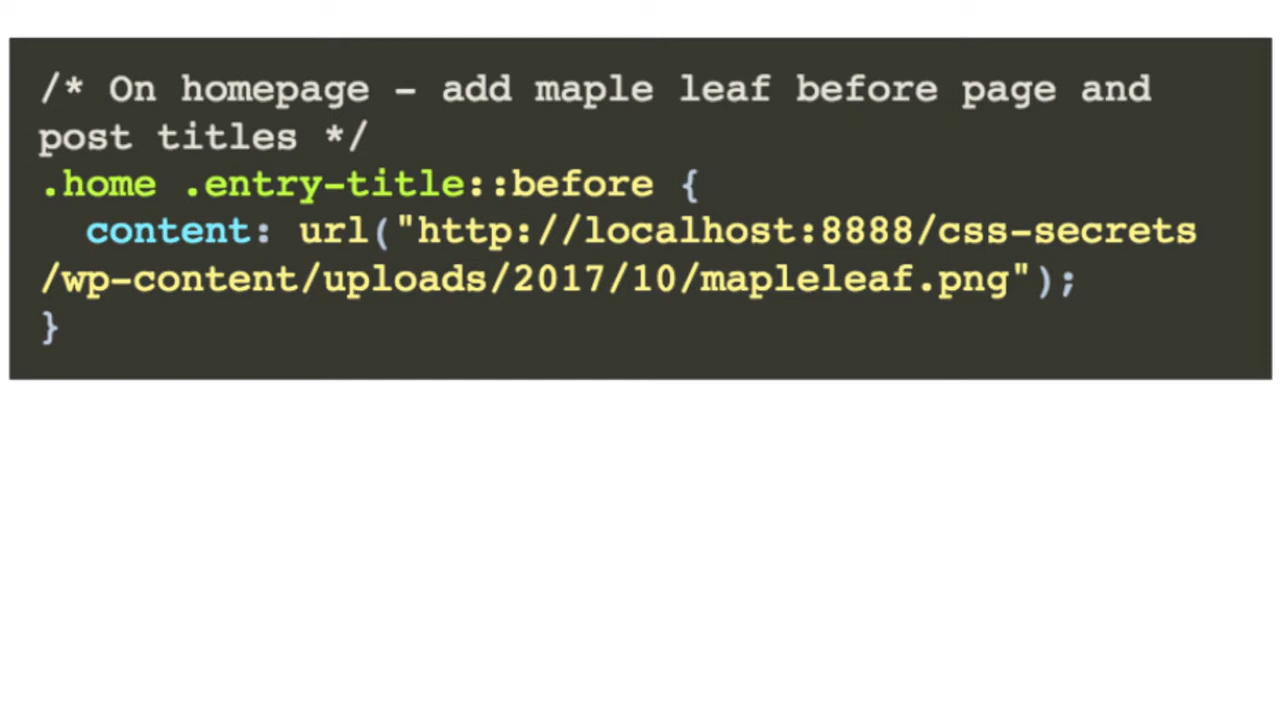 /* On homepage - add maple leaf before page and
post titles */
.home .entry-title::before {
content: url("http://localhost:8888/css-secrets
/wp-content/uploads/2017/10/mapleleaf.png");
}